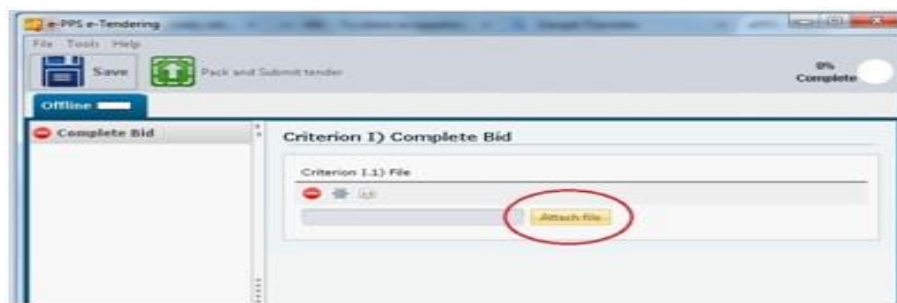 e-PPS e-Tendering
File Tools Help
Save
Pack and Submit tender
0%
Complete
Offline
Complete Bid
Criterion I) Complete Bid
Criterion I.1) File
Attach file